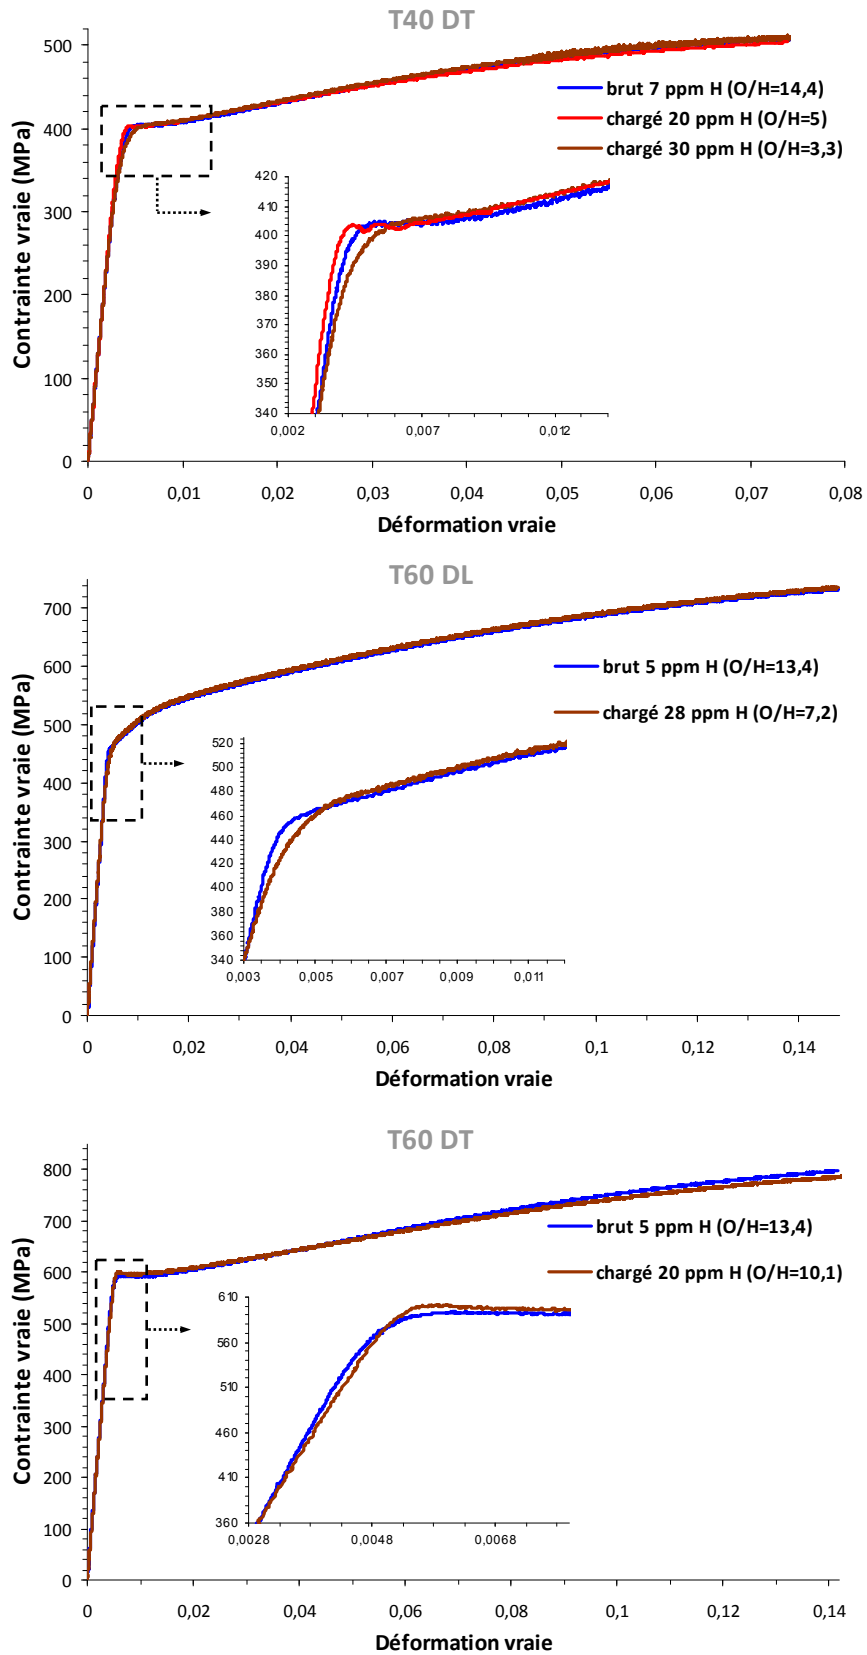 T40 DT
Contrainte vraie (MPa)
500
400
300
200
100
0
brut 7 ppm H (O/H=14,4)
chargé 20 ppm H (O/H=5)
chargé 30 ppm H (O/H=3,3)
420
410
400
390
380
370
360
350
340
0,002 0,007 0,012
0 0,01 0,02 0,03 0,04 0,05 0,06 0,07 0,08
Déformation vraie
T60 DL
Contrainte vraie (MPa)
700
600
500
400
300
200
100
0
brut 5 ppm H (O/H=13,4)
chargé 28 ppm H (O/H=7,2)
520
500
480
460
440
420
400
380
360
340
0,003 0,005 0,007 0,009 0,011
0 0,02 0,04 0,06 0,08 0,1 0,12 0,14
Déformation vraie
T60 DT
Contrainte vraie (MPa)
800
700
600
500
400
300
200
100
0
brut 5 ppm H (O/H=13,4)
chargé 20 ppm H (O/H=10,1)
610
560
510
460
410
360
0,0028 0,0048 0,0068
0 0,02 0,04 0,06 0,08 0,1 0,12 0,14
Déformation vraie